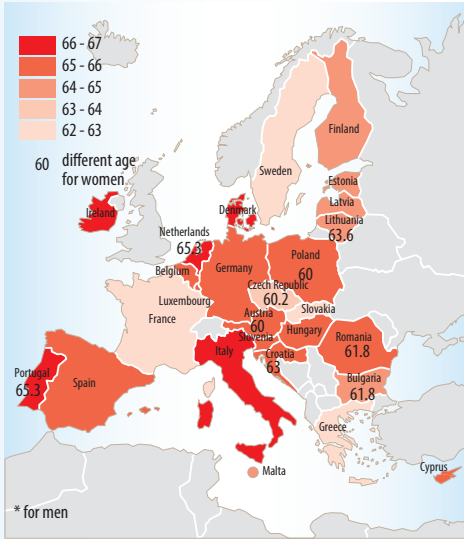 66 - 67
65 - 66
64 - 65
63 - 64
62 - 63
60 different age
for women
Finland
Sweden
Estonia
Latvia
Lithuania
63.6
Ireland
Denmark
Netherlands
65.3
Belgium
Germany
Poland
60
Czech Republic
60.2
Luxembourg
Slovakia
France
Austria
60
Slovenia
Hungary
Romania
61.8
Italy
Croatia
63
Portugal
65.3
Spain
Bulgaria
61.8
Greece
Malta
Cyprus
* for men